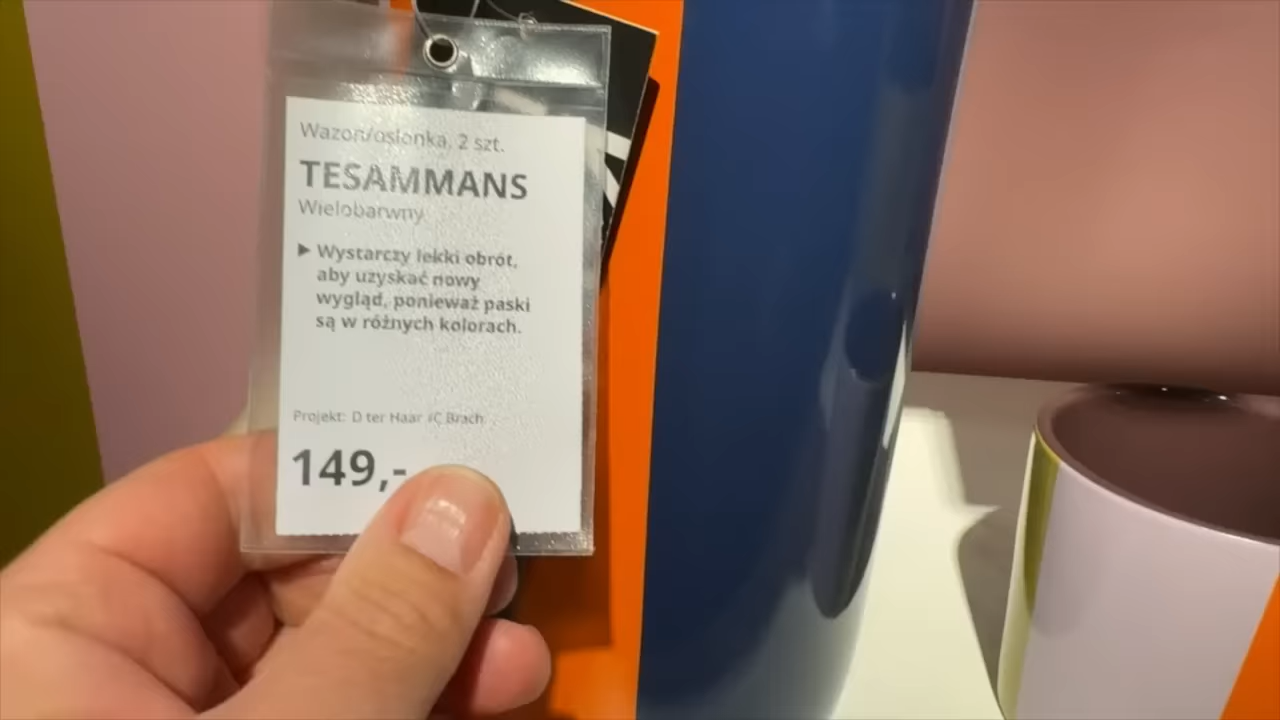 Wazon/osłonka, 2 szt.
TESAMMANS
Wielobarwny
▶ Wystarczy lekki obrót,
aby uzyskać nowy
wygląd, ponieważ paski
są w różnych kolorach.
Projekt: D ter Haar /C Brach
149,-